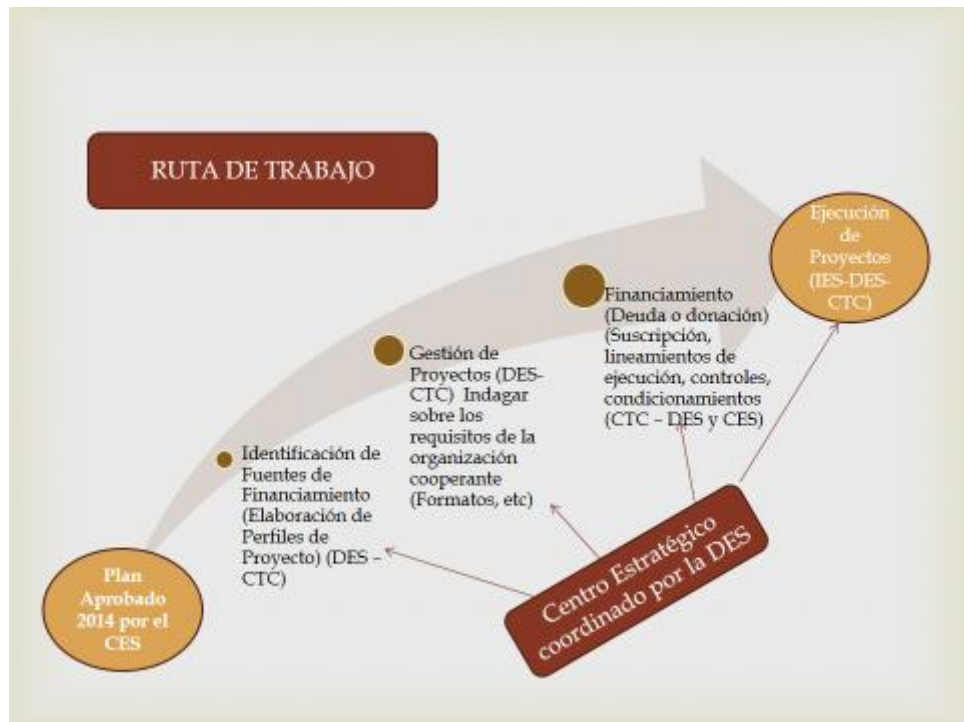 RUTA DE TRABAJO
Ejecución
de
Proyectos
(IES-DES-
CTC)
Financiamiento
(Deuda o donación)
(Suscripción,
lineamientos de
ejecución, controles,
condicionamientos
(CTC – DES y CES)
Gestión de
Proyectos (DES-
CTC) Indagar
sobre los
requisitos de la
organización
cooperante
(Formatos, etc)
Identificación de
Fuentes de
Financiamiento
(Elaboración de
Perfiles de
Proyecto) (DES –
CTC)
Plan
Aprobado
2014 por el
CES
Centro Estratégico
coordinado por la DES